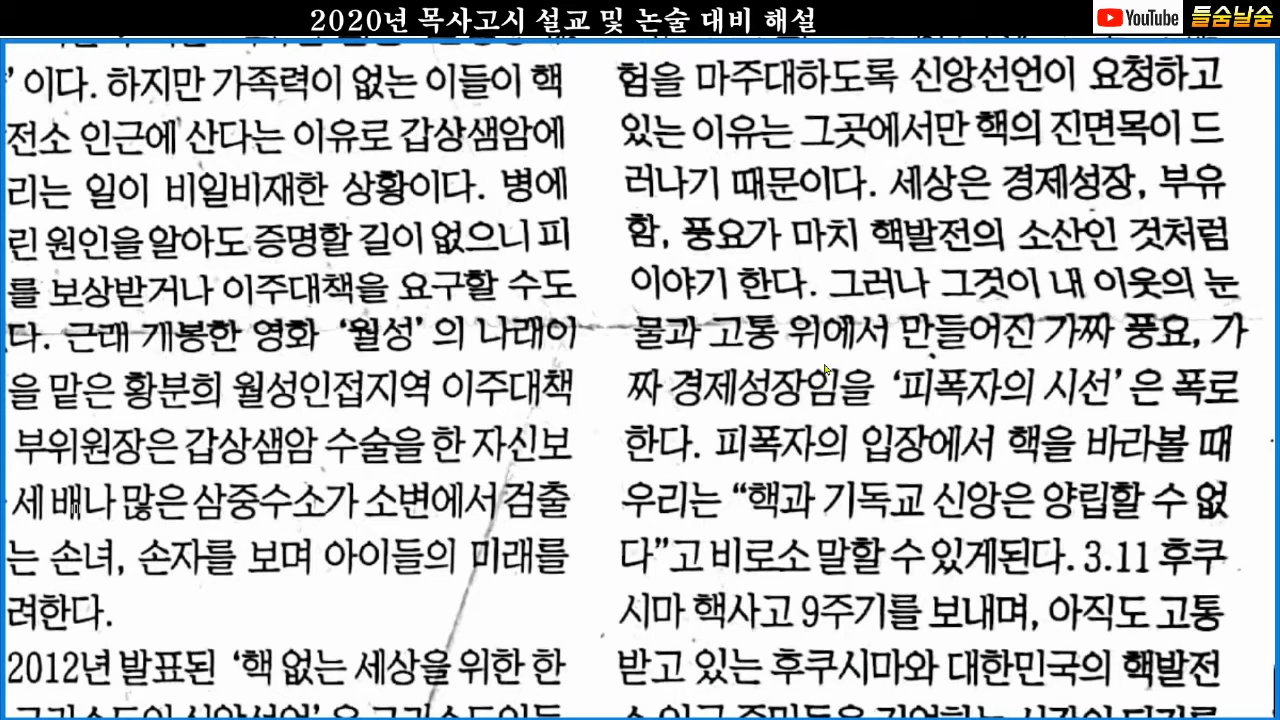 2020년 목사고시 설교 및 논술 대비 해설
YouTube
들숨날숨
’이다. 하지만 가족력이 없는 이들이 핵
전소 인근에 산다는 이유로 갑상샘암에
리는 일이 비일비재한 상황이다. 병에
린 원인을 알아도 증명할 길이 없으니 피
를 보상받거나 이주대책을 요구할 수도
다. 근래 개봉한 영화 ‘월성’의 나래이
을 맡은 황분희 월성인접지역 이주대책
부위원장은 갑상샘암 수술을 한 자신보
세 배나 많은 삼중수소가 소변에서 검출
는 손녀, 손자를 보며 아이들의 미래를
려한다.
2012년 발표된 ‘핵 없는 세상을 위한 한
험을 마주대하도록 신앙선언이 요청하고
있는 이유는 그곳에서만 핵의 진면목이 드
러나기 때문이다. 세상은 경제성장, 부유
함, 풍요가 마치 핵발전의 소산인 것처럼
이야기 한다. 그러나 그것이 내 이웃의 눈
물과 고통 위에서 만들어진 가짜 풍요, 가
짜 경제성장임을 ‘피폭자의 시선’은 폭로
한다. 피폭자의 입장에서 핵을 바라볼 때
우리는 “핵과 기독교 신앙은 양립할 수 없
다”고 비로소 말할 수 있게된다. 3.11 후쿠
시마 핵사고 9주기를 보내며, 아직도 고통
받고 있는 후쿠시마와 대한민국의 핵발전